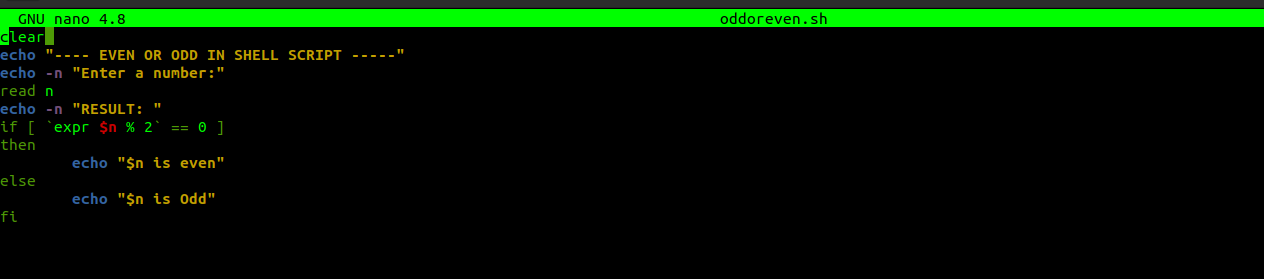 GNU nano 4.8 oddoreven.sh
clear
echo "---- EVEN OR ODD IN SHELL SCRIPT -----"
echo -n "Enter a number:"
read n
echo -n "RESULT: "
if [ `expr $n % 2` == 0 ]
then
        echo "$n is even"
else
        echo "$n is Odd"
fi